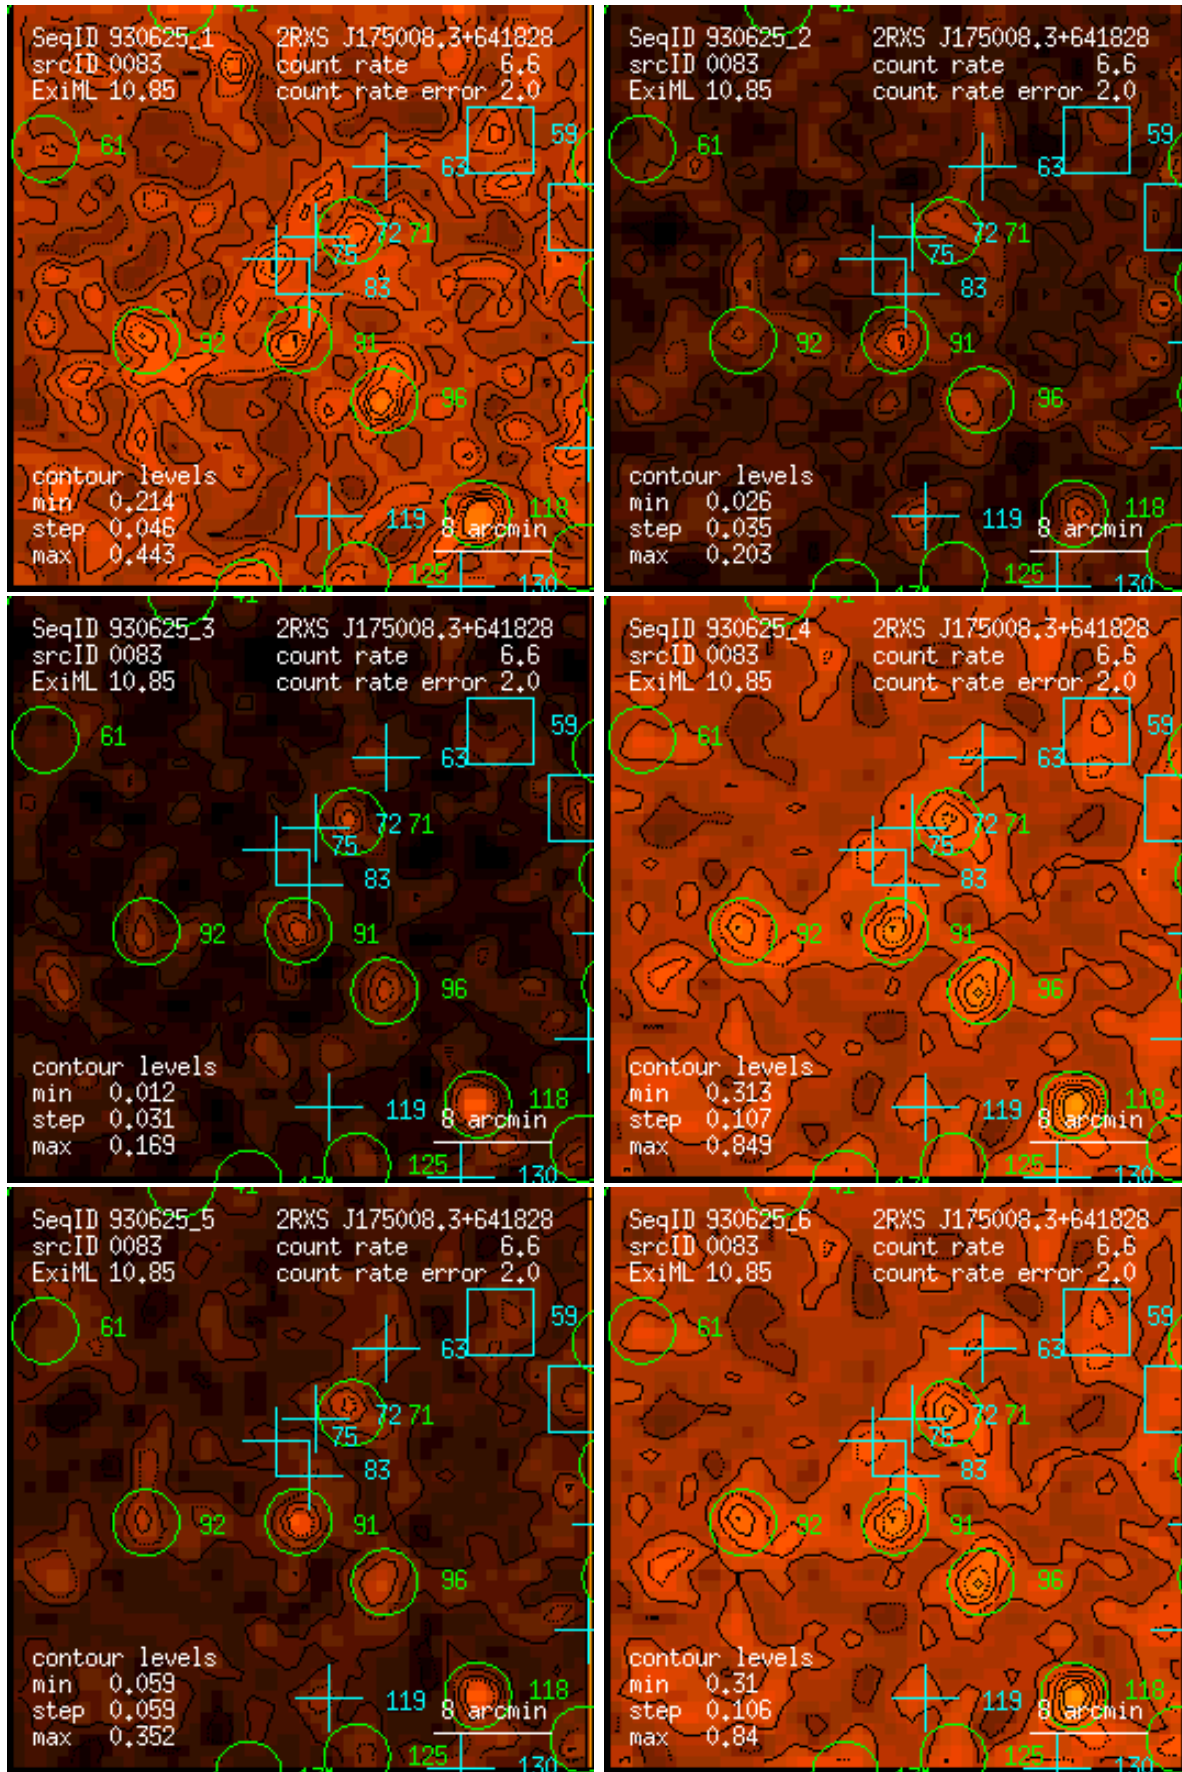 41
SeqID 930625_1 2RXS J175008.3+641828
srcID 0083 count rate 6.6
ExiML 10.85 count rate error 2.0
59
61
63
72 71
75
83
92 91
96
contour levels
min 0.214
step 0.046
max 0.443
118
119
8 arcmin
125
130
41
SeqID 930625_2 2RXS J175008.3+641828
srcID 0083 count rate 6.6
ExiML 10.85 count rate error 2.0
59
61
63
72 71
75
83
92 91
96
contour levels
min 0.026
step 0.035
max 0.203
118
119
8 arcmin
125
130
41
SeqID 930625_3 2RXS J175008.3+641828
srcID 0083 count rate 6.6
ExiML 10.85 count rate error 2.0
59
61
63
72 71
75
83
92 91
96
contour levels
min 0.012
step 0.031
max 0.169
118
119
8 arcmin
125
130
41
SeqID 930625_4 2RXS J175008.3+641828
srcID 0083 count rate 6.6
ExiML 10.85 count rate error 2.0
59
61
63
72 71
75
83
92 91
96
contour levels
min 0.313
step 0.107
max 0.849
118
119
8 arcmin
125
130
41
SeqID 930625_5 2RXS J175008.3+641828
srcID 0083 count rate 6.6
ExiML 10.85 count rate error 2.0
59
61
63
72 71
75
83
92 91
96
contour levels
min 0.059
step 0.059
max 0.352
118
119
8 arcmin
125
130
41
SeqID 930625_6 2RXS J175008.3+641828
srcID 0083 count rate 6.6
ExiML 10.85 count rate error 2.0
59
61
63
72 71
75
83
92 91
96
contour levels
min 0.31
step 0.106
max 0.84
118
119
8 arcmin
125
130